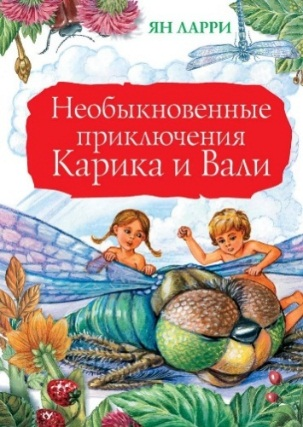 ЯН ЛАРРИ
Необыкновенные
приключения
Карика и Вали